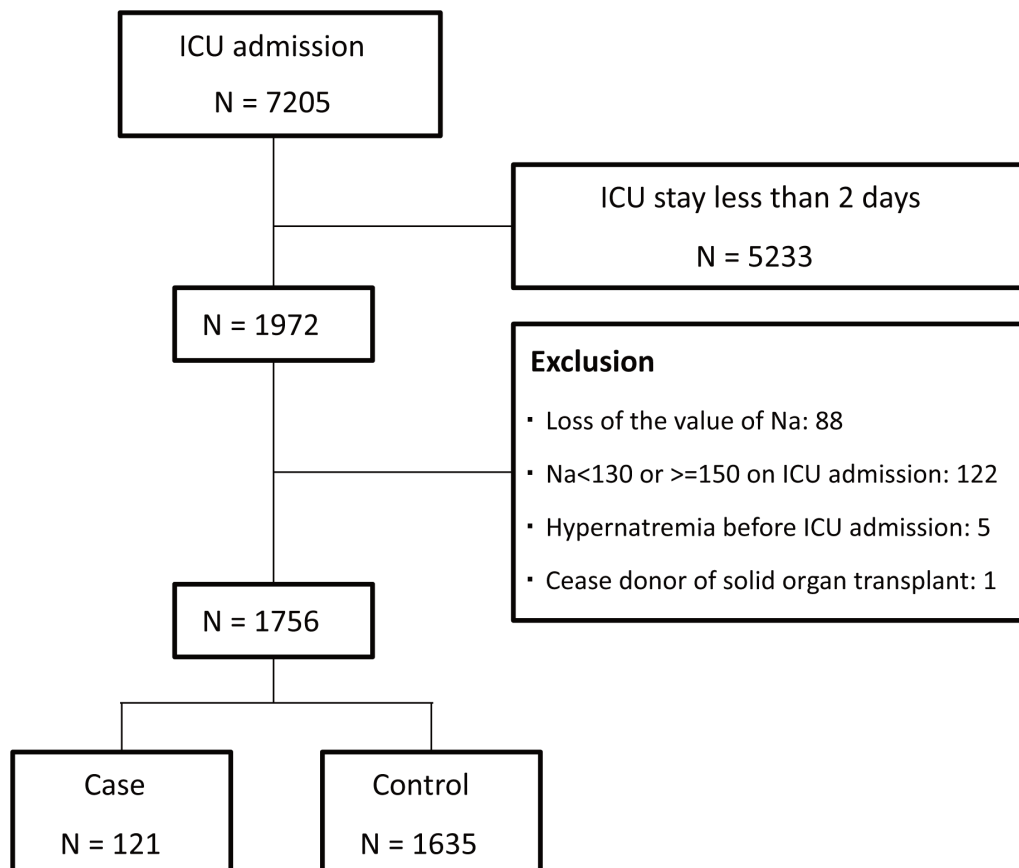 ICU admission
N = 7205
ICU stay less than 2 days
N = 5233
N = 1972
Exclusion
· Loss of the value of Na: 88
· Na<130 or >=150 on ICU admission: 122
· Hypernatremia before ICU admission: 5
· Cease donor of solid organ transplant: 1
N = 1756
Case
N = 121
Control
N = 1635